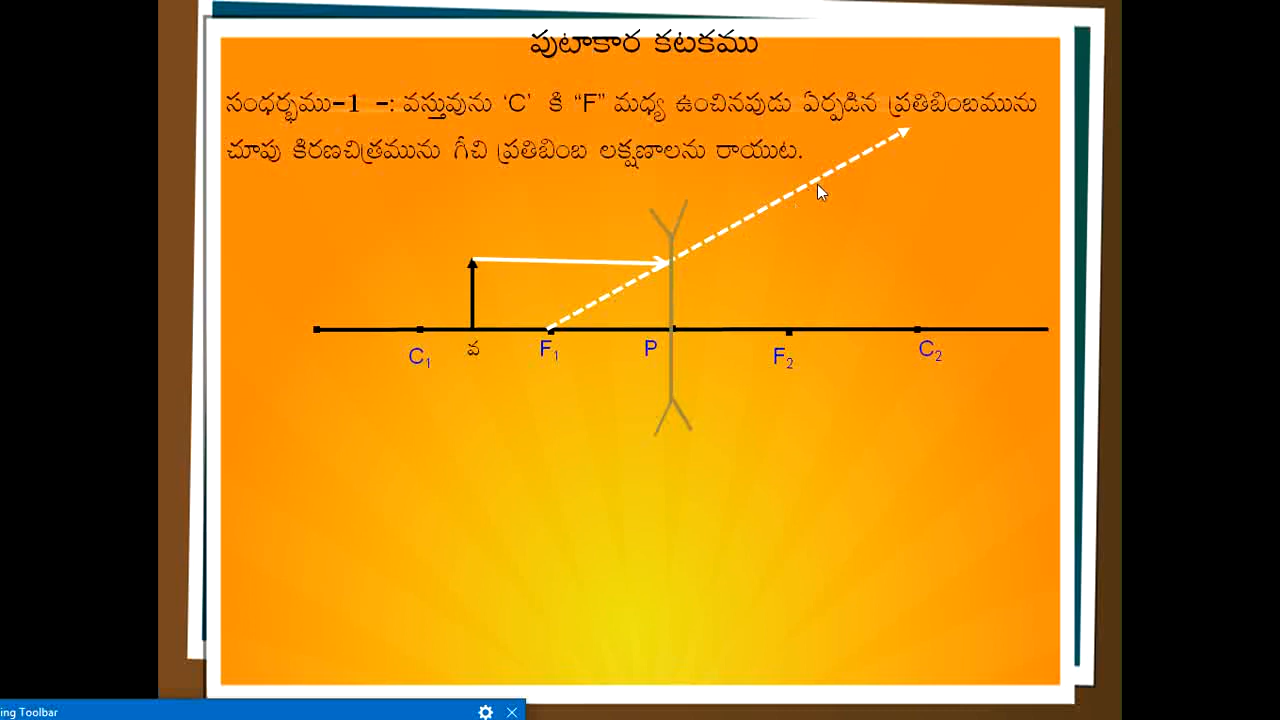 పుటాకార కటకము
సంధర్భము-1 -: వస్తువును ‘C’ కి “F” మధ్య ఉంచినపుడు ఏర్పడిన ప్రతిబింబమును
చూపు కిరణచిత్రమును గీచి ప్రతిబింబ లక్షణాలను రాయుట.
C1 వ F1 P F2 C2
ing Toolbar